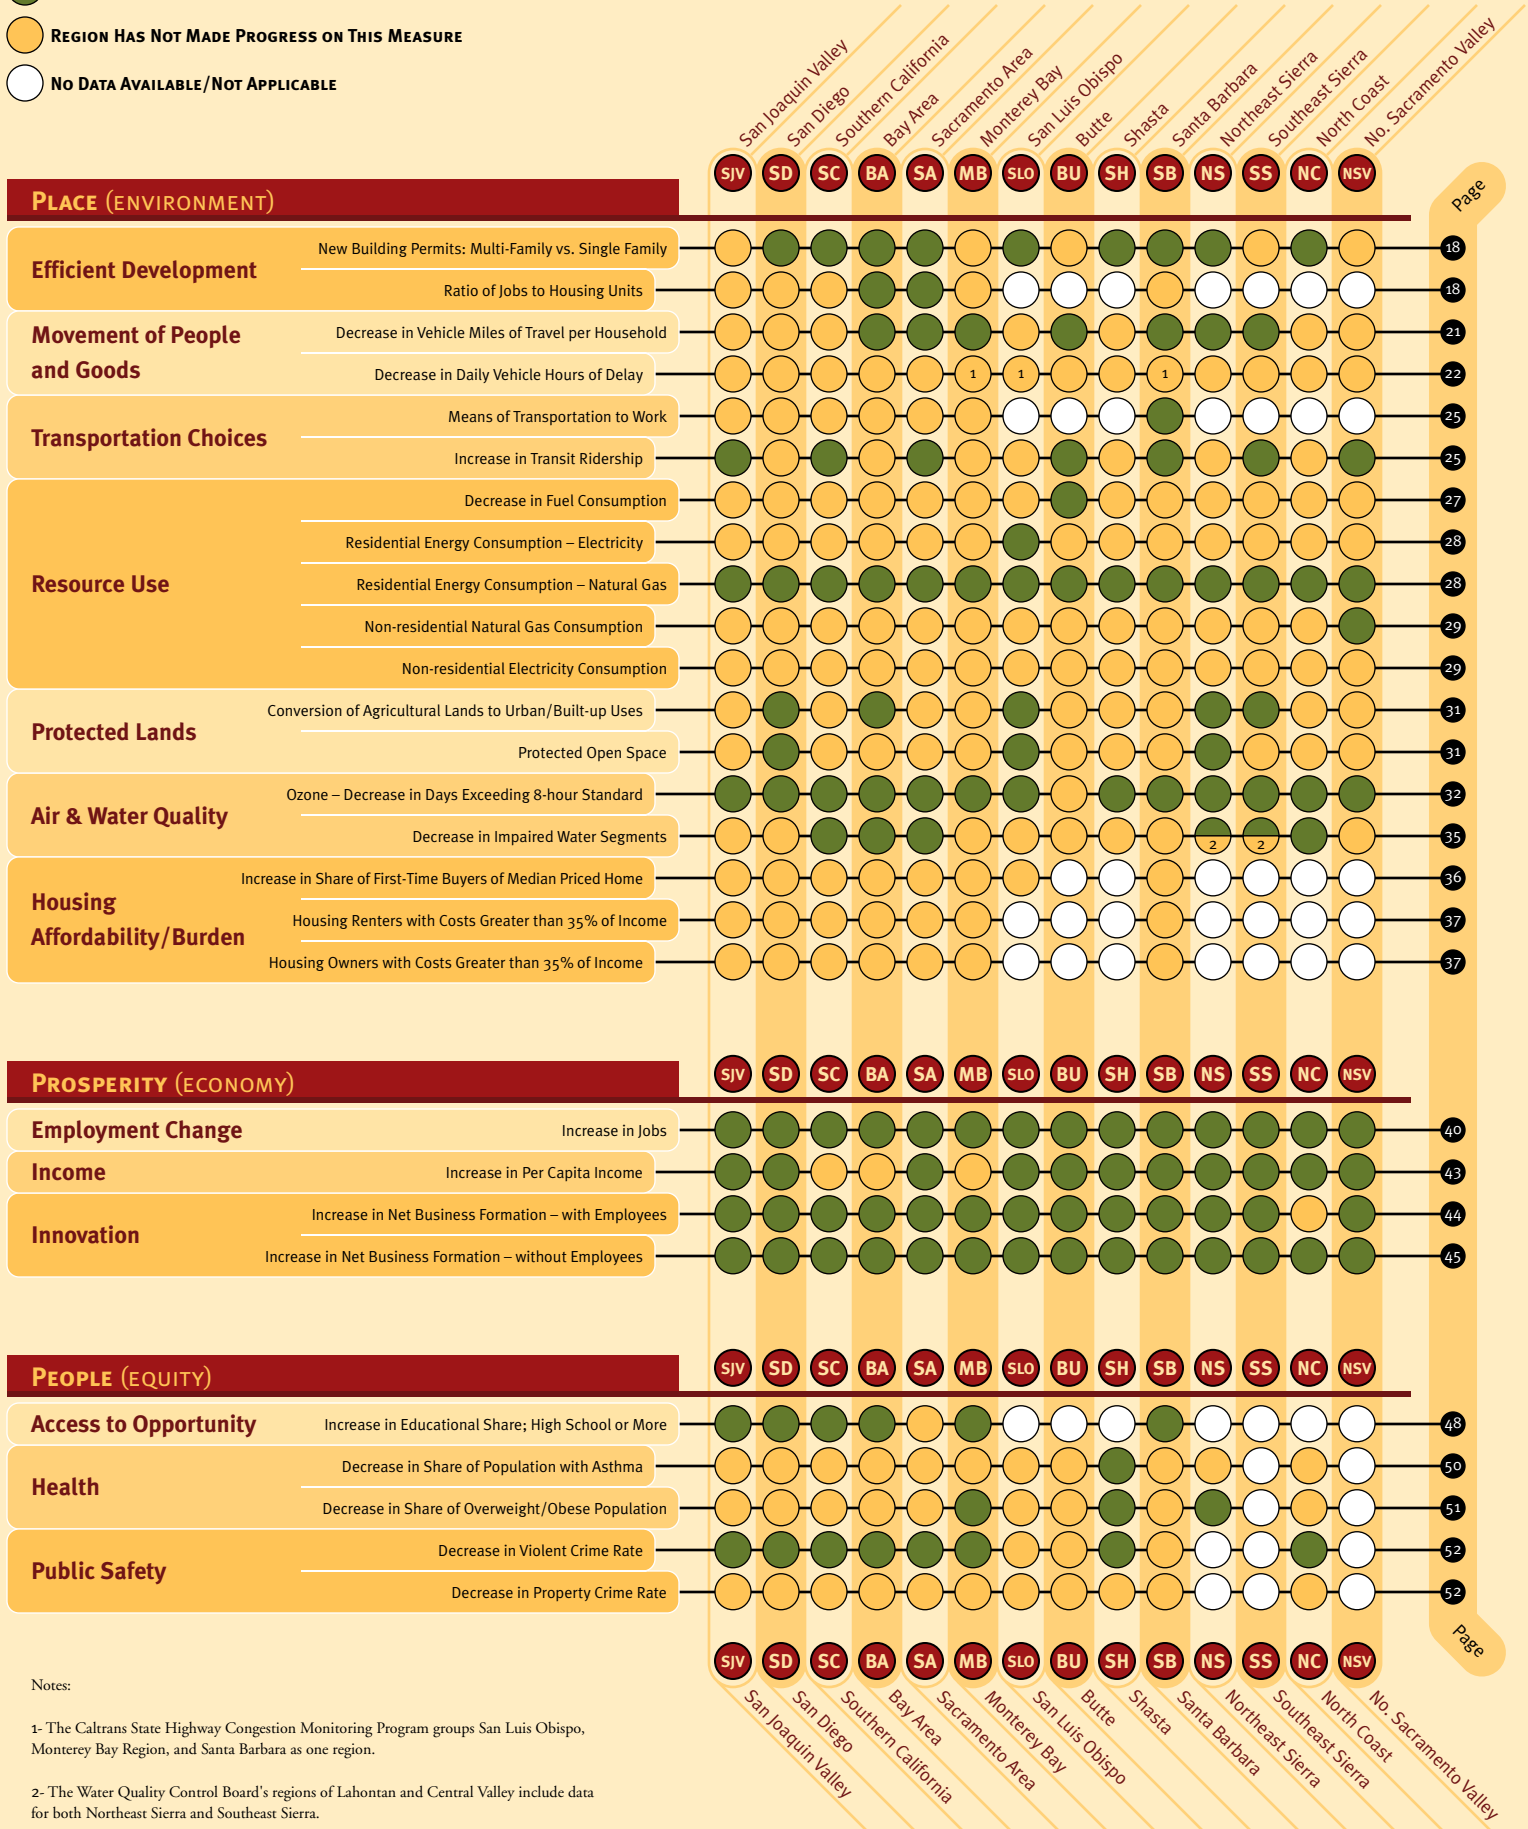 Region Has Not Made Progress on This Measure
No Data Available/Not Applicable
San Joaquin Valley
San Diego
Southern California
Bay Area
Sacramento Area
Monterey Bay
San Luis Obispo
Butte
Shasta
Santa Barbara
Northeast Sierra
Southeast Sierra
North Coast
No. Sacramento Valley
SJV SD SC BA SA MB SLO BU SH SB NS SS NC NSV
Page
Place (environment)
Efficient Development
New Building Permits: Multi-Family vs. Single Family 18
Ratio of Jobs to Housing Units 18
Movement of People
and Goods
Decrease in Vehicle Miles of Travel per Household 21
Decrease in Daily Vehicle Hours of Delay 1 1 1 22
Transportation Choices
Means of Transportation to Work 25
Increase in Transit Ridership 25
Resource Use
Decrease in Fuel Consumption 27
Residential Energy Consumption – Electricity 28
Residential Energy Consumption – Natural Gas 28
Non-residential Natural Gas Consumption 29
Non-residential Electricity Consumption 29
Protected Lands
Conversion of Agricultural Lands to Urban/Built-up Uses 31
Protected Open Space 31
Air & Water Quality
Ozone – Decrease in Days Exceeding 8-hour Standard 32
Decrease in Impaired Water Segments 2 2 35
Housing
Affordability/Burden
Increase in Share of First-Time Buyers of Median Priced Home 36
Housing Renters with Costs Greater than 35% of Income 37
Housing Owners with Costs Greater than 35% of Income 37
SJV SD SC BA SA MB SLO BU SH SB NS SS NC NSV
Prosperity (economy)
Employment Change Increase in Jobs 40
Income Increase in Per Capita Income 43
Innovation
Increase in Net Business Formation – with Employees 44
Increase in Net Business Formation – without Employees 45
SJV SD SC BA SA MB SLO BU SH SB NS SS NC NSV
People (equity)
Access to Opportunity Increase in Educational Share; High School or More 48
Health
Decrease in Share of Population with Asthma 50
Decrease in Share of Overweight/Obese Population 51
Public Safety
Decrease in Violent Crime Rate 52
Decrease in Property Crime Rate 52
Page
SJV SD SC BA SA MB SLO BU SH SB NS SS NC NSV
San Joaquin Valley
San Diego
Southern California
Bay Area
Sacramento Area
Monterey Bay
San Luis Obispo
Butte
Shasta
Santa Barbara
Northeast Sierra
Southeast Sierra
North Coast
No. Sacramento Valley
Notes:
1- The Caltrans State Highway Congestion Monitoring Program groups San Luis Obispo,
Monterey Bay Region, and Santa Barbara as one region.
2- The Water Quality Control Board's regions of Lahontan and Central Valley include data
for both Northeast Sierra and Southeast Sierra.